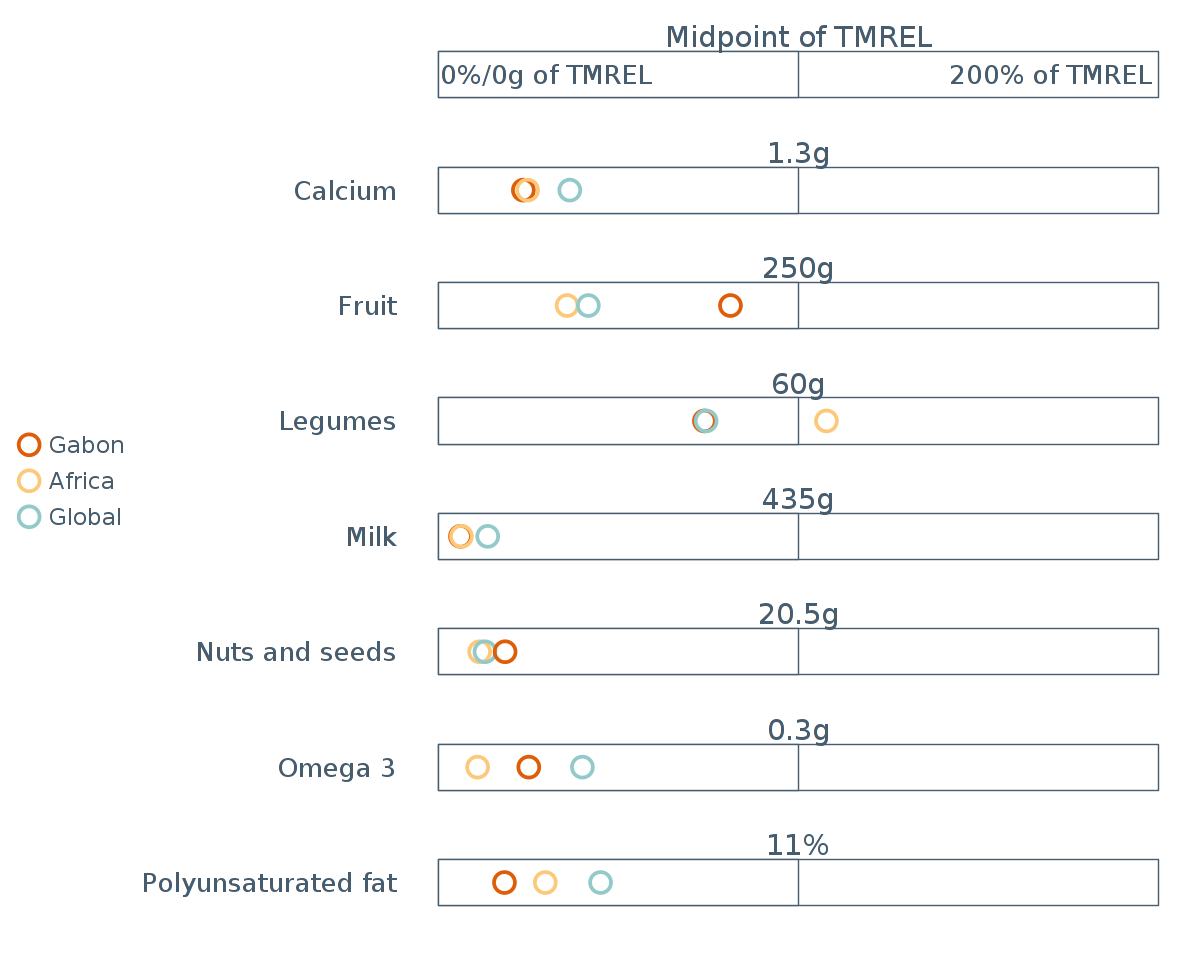 Midpoint of TMREL
0%/0g of TMREL
200% of TMREL
1.3g
Calcium
250g
Fruit
60g
Legumes
Gabon
Africa
Global
435g
Milk
20.5g
Nuts and seeds
0.3g
Omega 3
11%
Polyunsaturated fat